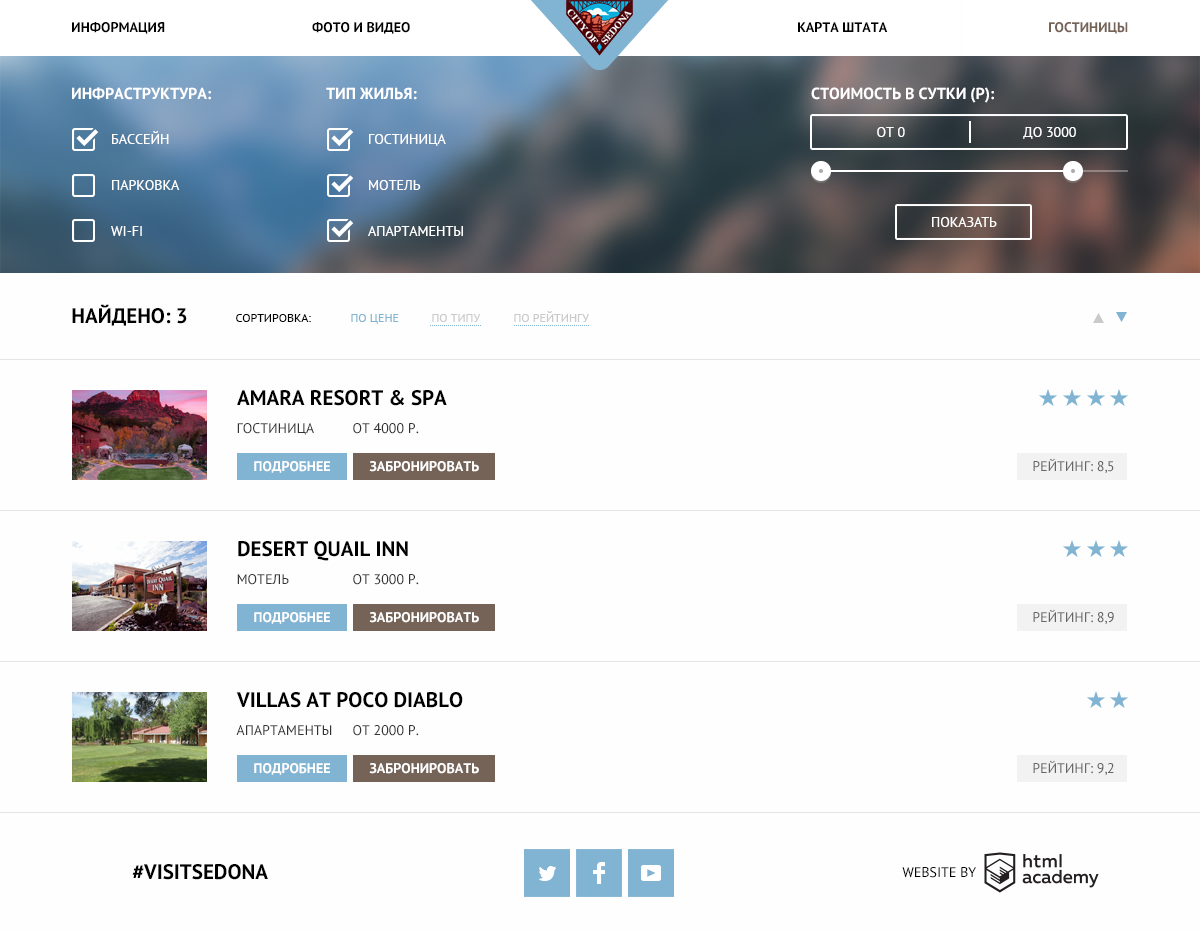 ИНФОРМАЦИЯ
ФОТО И ВИДЕО
CITY OF SEDONA
КАРТА ШТАТА
ГОСТИНИЦЫ
ИНФРАСТРУКТУРА:
БАССЕЙН
ПАРКОВКА
WI-FI
ТИП ЖИЛЬЯ:
ГОСТИНИЦА
МОТЕЛЬ
АПАРТАМЕНТЫ
СТОИМОСТЬ В СУТКИ (Р):
ОТ 0
ДО 3000
ПОКАЗАТЬ
НАЙДЕНО: 3
СОРТИРОВКА:
ПО ЦЕНЕ
ПО ТИПУ
ПО РЕЙТИНГУ
AMARA RESORT & SPA
ГОСТИНИЦА
ОТ 4000 Р.
ПОДРОБНЕЕ
ЗАБРОНИРОВАТЬ
РЕЙТИНГ: 8,5
DESERT QUAIL INN
DESERT QUAIL
INN
МОТЕЛЬ
ОТ 3000 Р.
ПОДРОБНЕЕ
ЗАБРОНИРОВАТЬ
РЕЙТИНГ: 8,9
VILLAS AT POCO DIABLO
АПАРТАМЕНТЫ
ОТ 2000 Р.
ПОДРОБНЕЕ
ЗАБРОНИРОВАТЬ
РЕЙТИНГ: 9,2
#VISITSEDONA
WEBSITE BY
html
academy